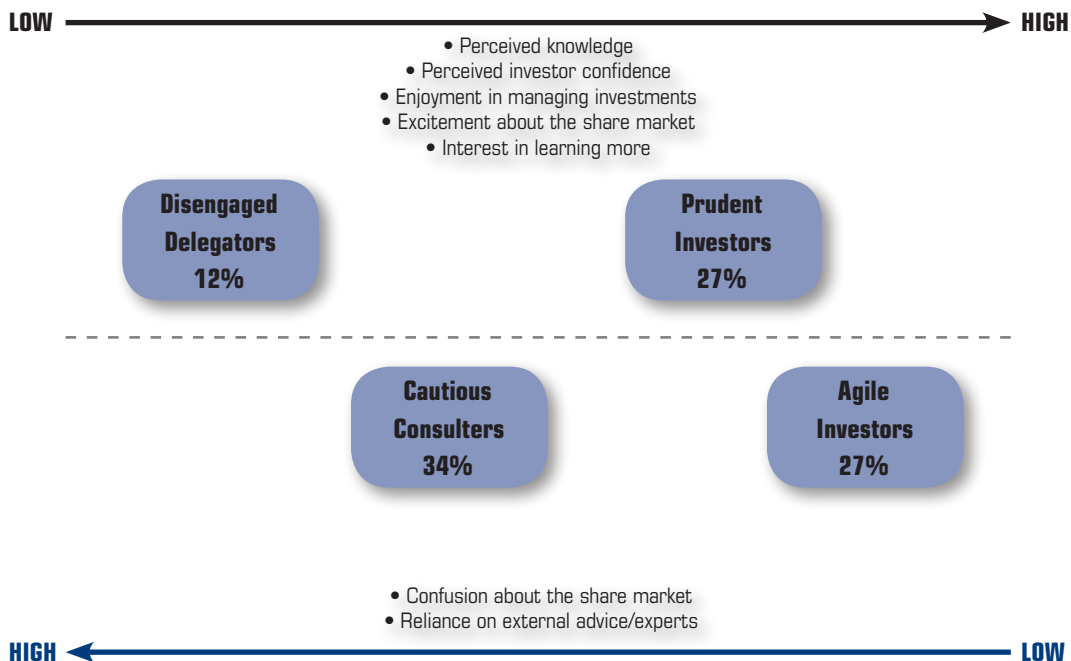 LOW HIGH
• Perceived knowledge
• Perceived investor confidence
• Enjoyment in managing investments
• Excitement about the share market
• Interest in learning more
Disengaged
Delegators
12%
Prudent
Investors
27%
Cautious
Consulters
34%
Agile
Investors
27%
• Confusion about the share market
• Reliance on external advice/experts
HIGH LOW